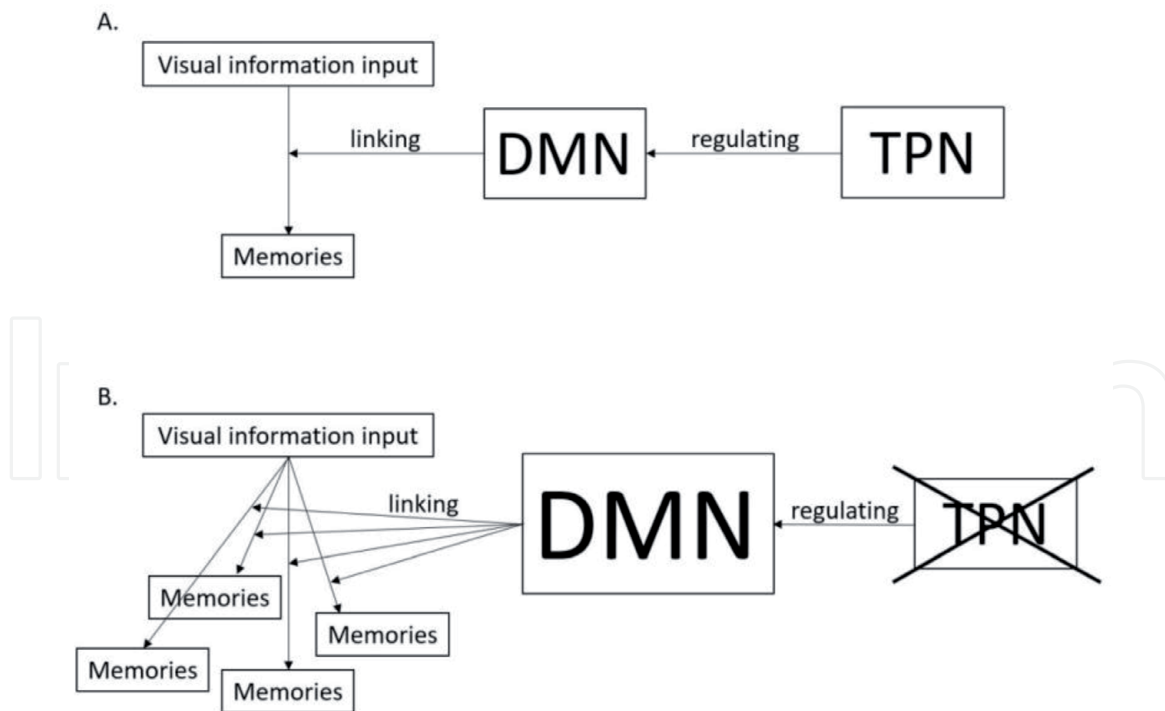 A.
Visual information input
linking
DMN
regulating
TPN
Memories
B.
Visual information input
linking
DMN
regulating
TPN
Memories
Memories
Memories
Memories